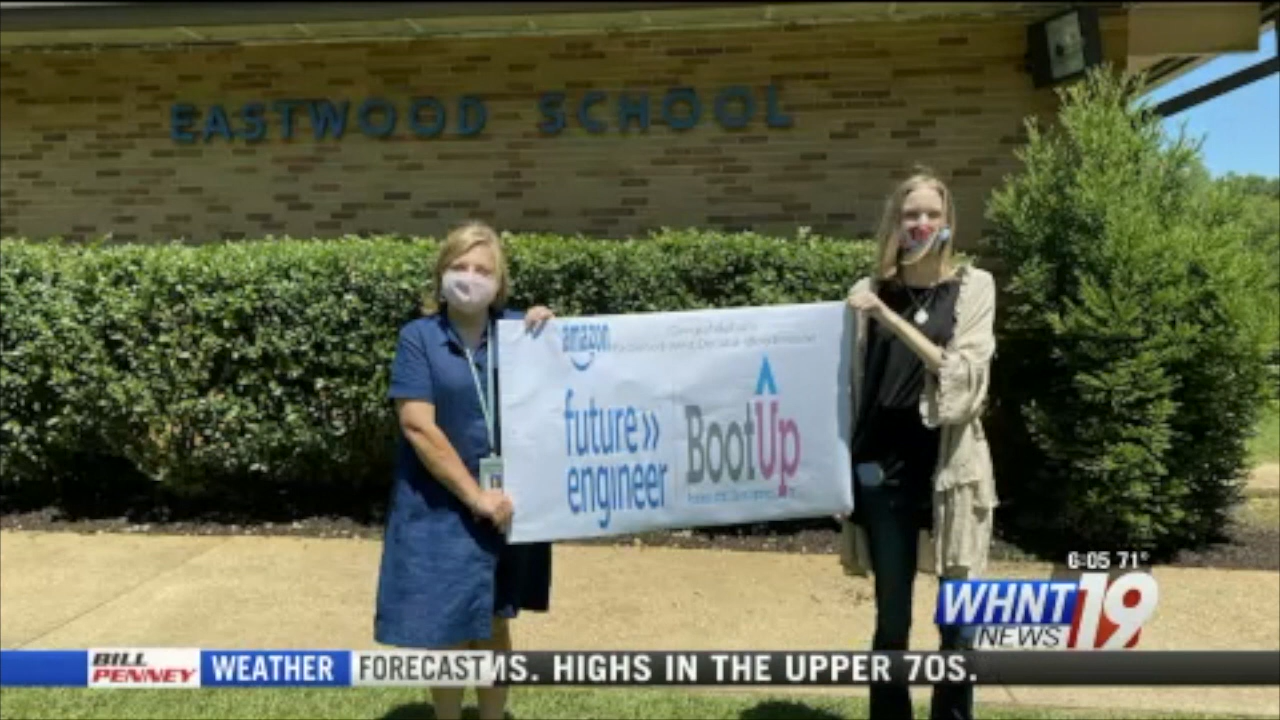 EASTWOOD SCHOOL
amazon
future››
engineer
BootUp
6:05 71°
WHNT 19
NEWS
BILL
PENNEY
WEATHER FORECAST MS. HIGHS IN THE UPPER 70S.